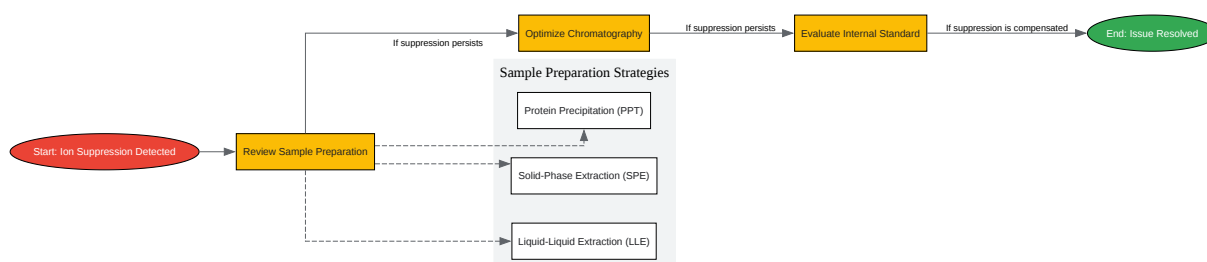 Optimize Chromatography
If suppression persists
Evaluate Internal Standard
If suppression is compensated
End: Issue Resolved
If suppression persists
Sample Preparation Strategies
Protein Precipitation (PPT)
Start: Ion Suppression Detected
Review Sample Preparation
Solid-Phase Extraction (SPE)
Liquid-Liquid Extraction (LLE)